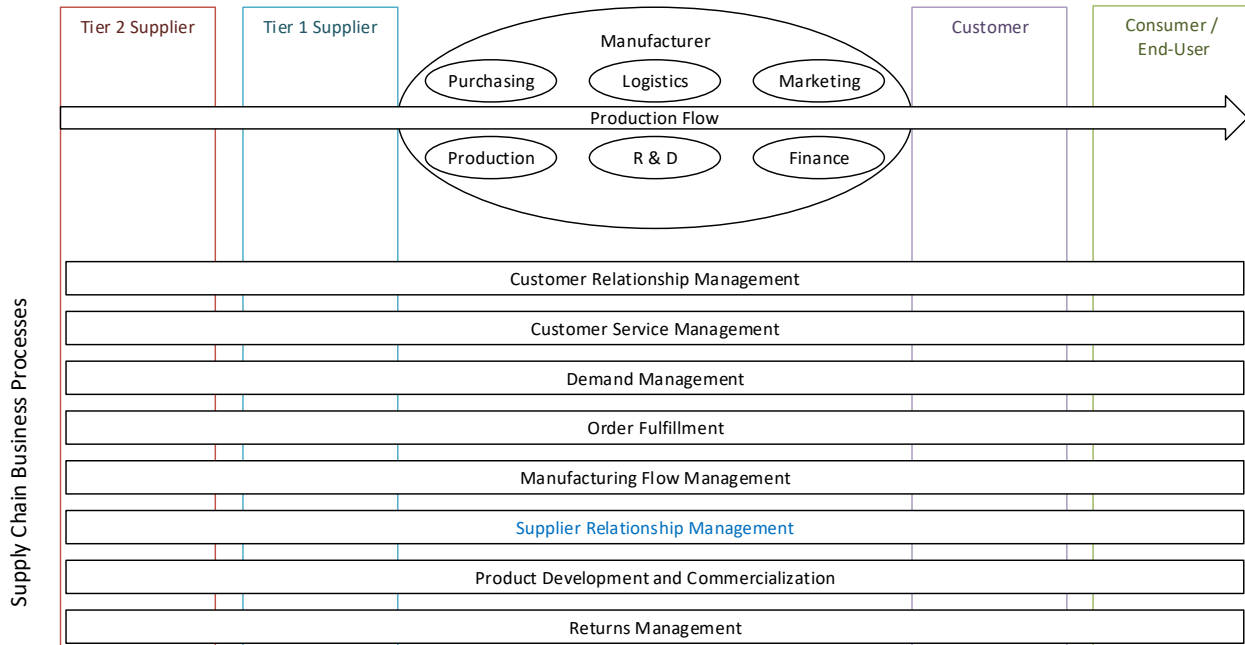 Tier 2 Supplier
Tier 1 Supplier
Manufacturer
Customer
Consumer /
End-User
Purchasing
Logistics
Marketing
Production Flow
Production
R & D
Finance
Supply Chain Business Processes
Customer Relationship Management
Customer Service Management
Demand Management
Order Fulfillment
Manufacturing Flow Management
Supplier Relationship Management
Product Development and Commercialization
Returns Management